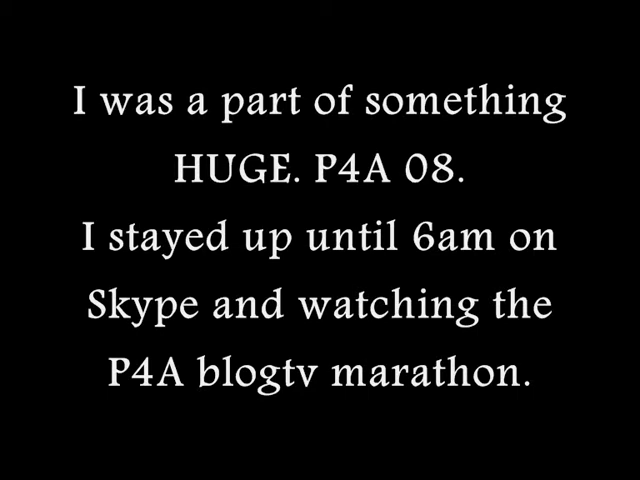 I was a part of something
HUGE. P4A 08.
I stayed up until 6am on
Skype and watching the
P4A blogtv marathon.